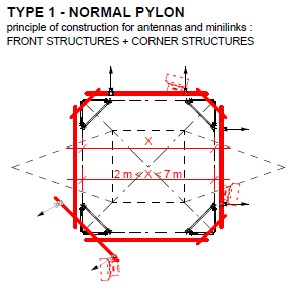 TYPE 1 - NORMAL PYLON
principle of construction for antennas and minilinks :
FRONT STRUCTURES + CORNER STRUCTURES
X
2 m < X < 7 m